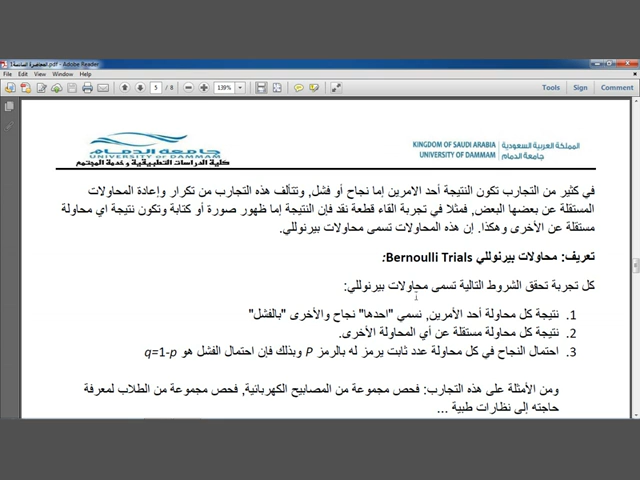 المحاضرة السادسة1.pdf - Adobe Reader
File Edit View Window Help
5 / 8 139% Tools Sign Comment
جامعة الدمام
UNIVERSITY OF DAMMAM
كلية الدراسات التطبيقية و خدمة المجتمع
KINGDOM OF SAUDI ARABIA المملكة العربية السعودية
UNIVERSITY OF DAMMAM جامعة الدمام
في كثير من التجارب تكون النتيجة أحد الامرين إما نجاح أو فشل, وتتألف هذه التجارب من تكرار وإعادة المحاولات
المستقلة عن بعضها البعض, فمثلا في تجربة القاء قطعة نقد فإن النتيجة إما ظهور صورة أو كتابة وتكون نتيجة اي محاولة
مستقلة عن الأخرى وهكذا. إن هذه المحاولات تسمى محاولات بيرنوللي.
تعريف: محاولات بيرنوللي Bernoulli Trials:
كل تجربة تحقق الشروط التالية تسمى محاولات بيرنوللي:
1. نتيجة كل محاولة أحد الأمرين, نسمي "احدها" نجاح والأخرى "بالفشل"
2. نتيجة كل محاولة مستقلة عن أي المحاولة الأخرى.
3. احتمال النجاح في كل محاولة عدد ثابت يرمز له بالرمز P وبذلك فإن احتمال الفشل هو q=1-p
ومن الأمثلة على هذه التجارب: فحص مجموعة من المصابيح الكهربائية, فحص مجموعة من الطلاب لمعرفة
حاجته إلى نظارات طبية ...